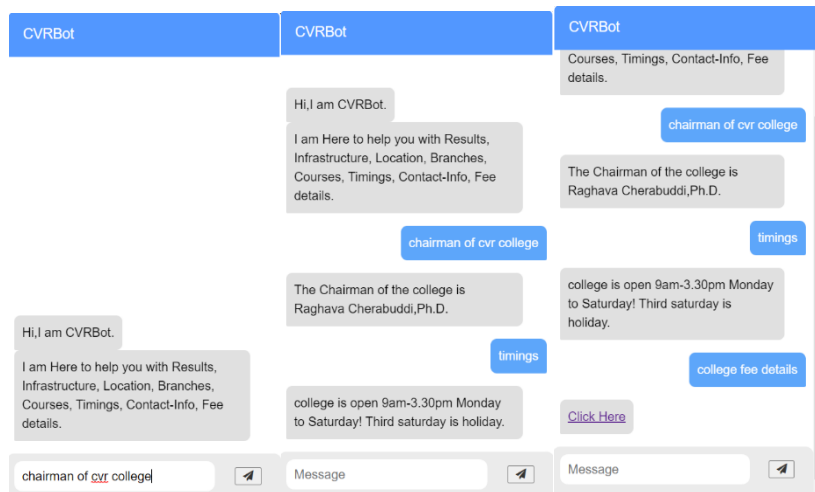 CVRBot
Hi,I am CVRBot.
I am Here to help you with Results,
Infrastructure, Location, Branches,
Courses, Timings, Contact-Info, Fee
details.
chairman of cvr college
CVRBot
Hi,I am CVRBot.
I am Here to help you with Results,
Infrastructure, Location, Branches,
Courses, Timings, Contact-Info, Fee
details.
chairman of cvr college
The Chairman of the college is
Raghava Cherabuddi,Ph.D.
timings
college is open 9am-3.30pm Monday
to Saturday! Third saturday is holiday.
Message
CVRBot
Courses, Timings, Contact-Info, Fee
details.
chairman of cvr college
The Chairman of the college is
Raghava Cherabuddi,Ph.D.
timings
college is open 9am-3.30pm Monday
to Saturday! Third saturday is
holiday.
college fee details
Click Here
Message